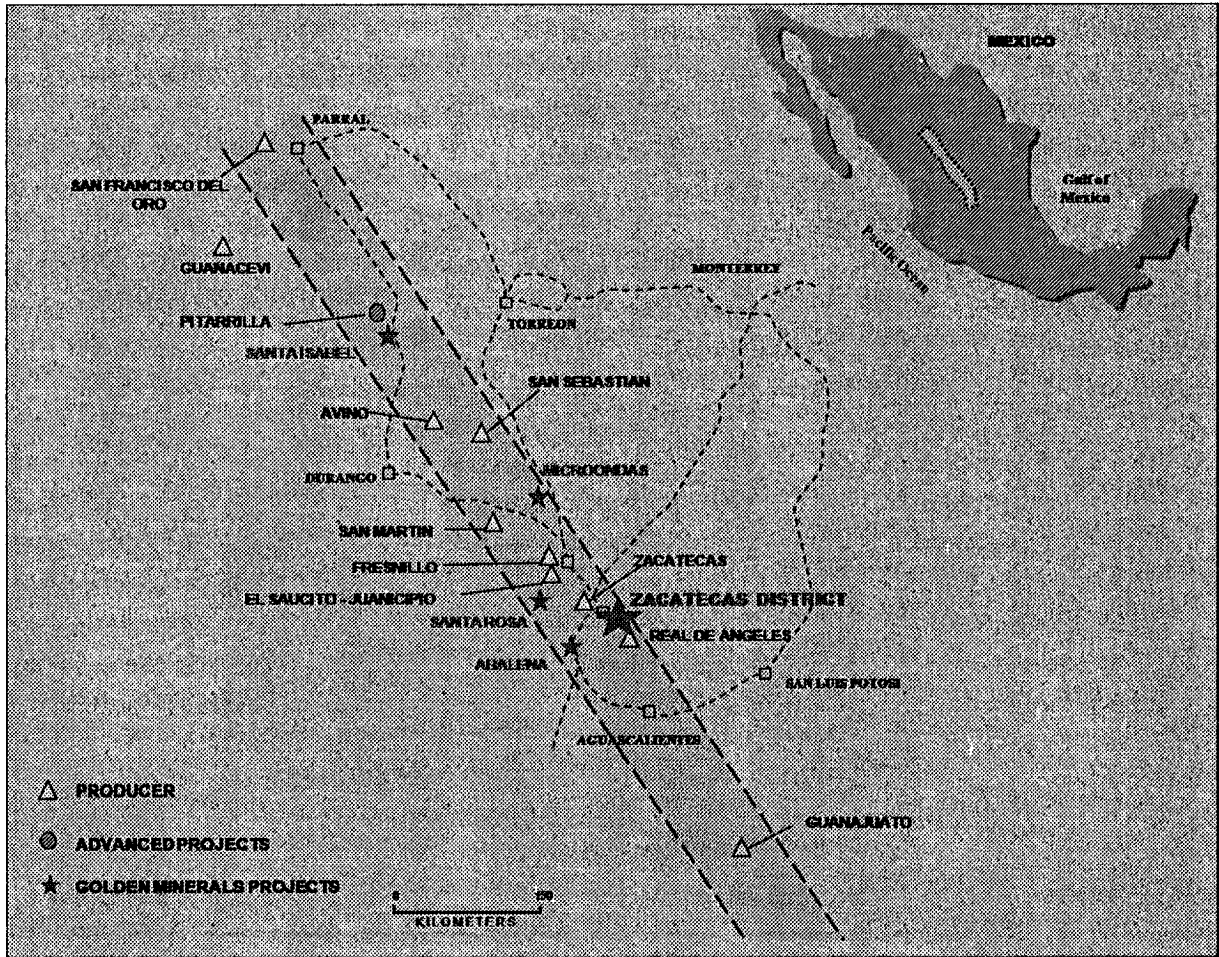 MEXICO
PARRAL
SAN FRANCISCO DEL
ORO
Gulf of
Mexico
Pacific Ocean
GUANACEVI
MONTERREY
PITARRILLA
TORREON
SANTA ISABEL
SAN SEBASTIAN
AVINO
MICROONDAS
DURANGO
SAN MARTIN
FRESNILLO
ZACATECAS
EL SAUCITO - JUANICIPIO
ZACATECAS DISTRICT
SANTA ROSA
REAL DE ANGELES
SAN LUIS POTOSI
AGUASCALIENTES
PRODUCER
GUANAJUATO
ADVANCED PROJECTS
GOLDEN MINERALS PROJECTS
0
KILOMETERS